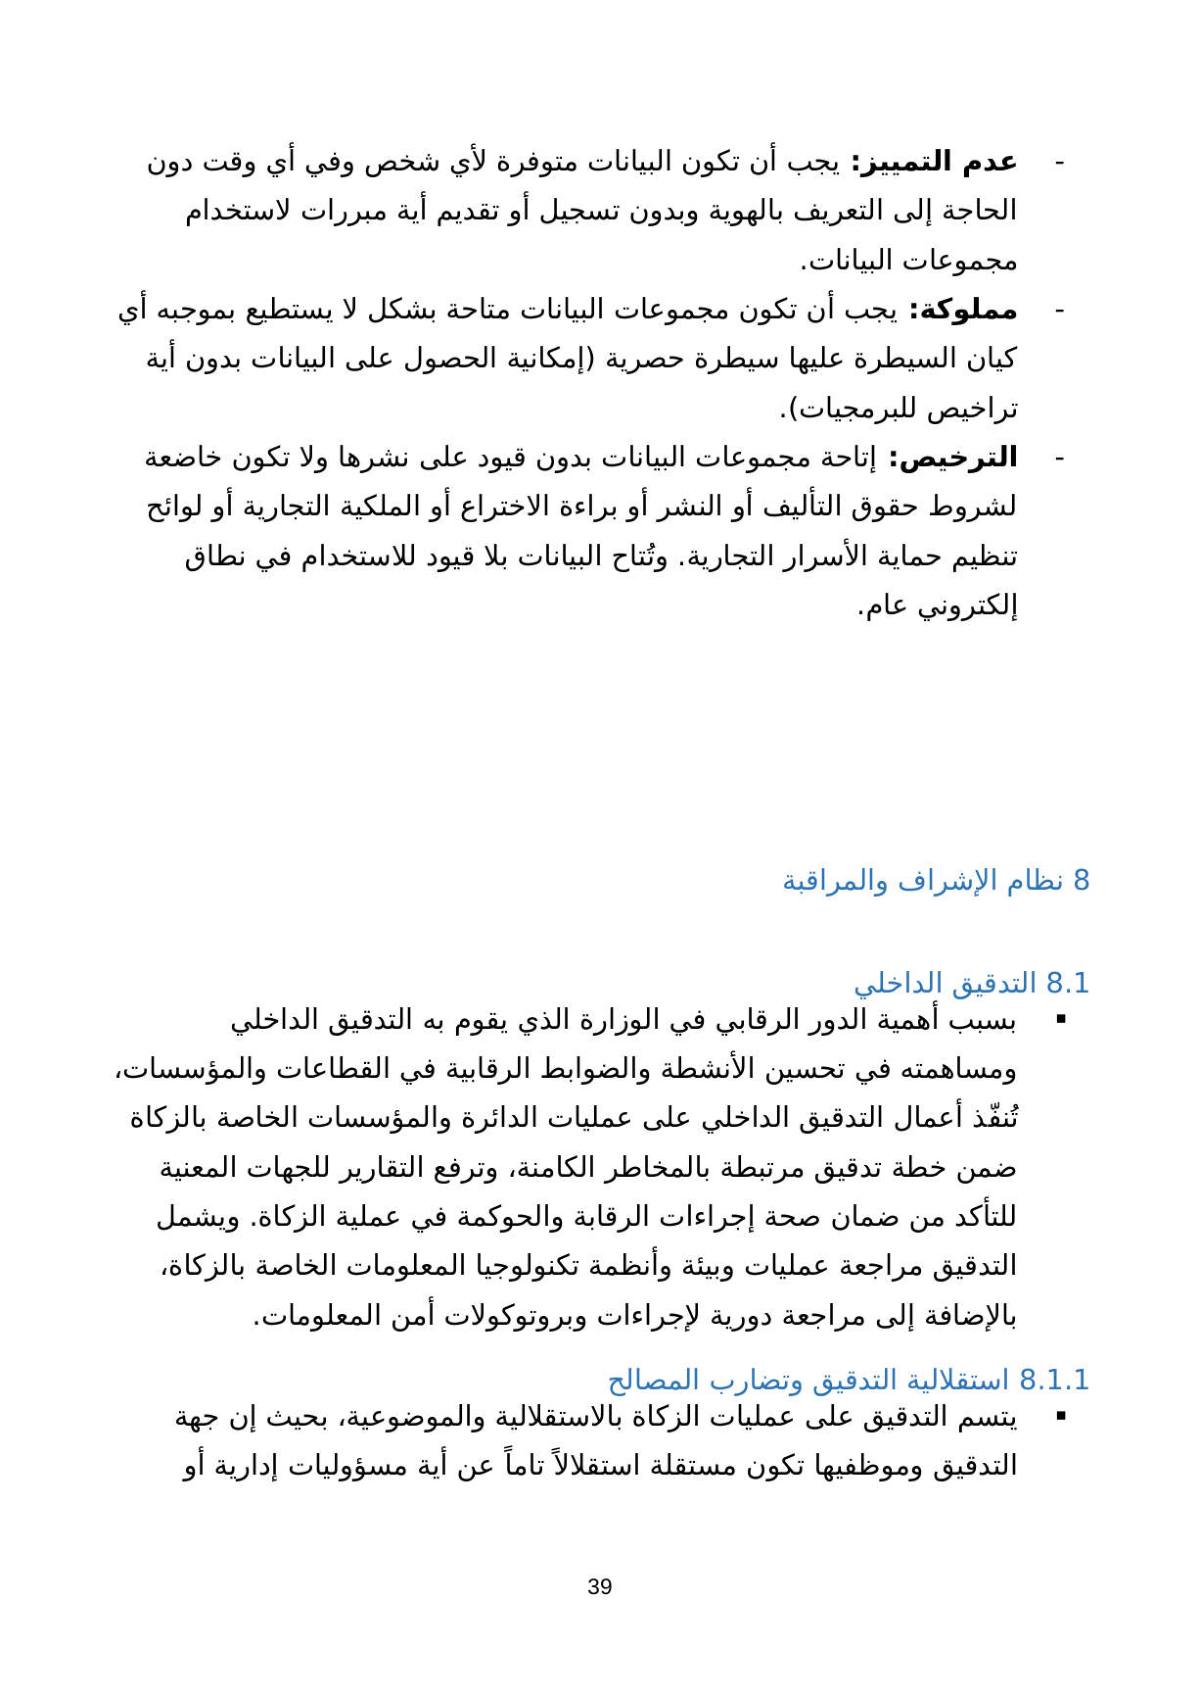 - عدم التمييز: يجب أن تكون البيانات متوفرة لأي شخص وفي أي وقت دون
الحاجة إلى التعريف بالهوية وبدون تسجيل أو تقديم أية مبررات لاستخدام
مجموعات البيانات.
- مملوكة: يجب أن تكون مجموعات البيانات متاحة بشكل لا يستطيع بموجبه أي
كيان السيطرة عليها سيطرة حصرية (إمكانية الحصول على البيانات بدون أية
تراخيص للبرمجيات).
- الترخيص: إتاحة مجموعات البيانات بدون قيود على نشرها ولا تكون خاضعة
لشروط حقوق التأليف أو النشر أو براءة الاختراع أو الملكية التجارية أو لوائح
تنظيم حماية الأسرار التجارية. وتُتاح البيانات بلا قيود للاستخدام في نطاق
إلكتروني عام.
8 نظام الإشراف والمراقبة
8.1 التدقيق الداخلي
▪ بسبب أهمية الدور الرقابي في الوزارة الذي يقوم به التدقيق الداخلي
ومساهمته في تحسين الأنشطة والضوابط الرقابية في القطاعات والمؤسسات،
تُنفّذ أعمال التدقيق الداخلي على عمليات الدائرة والمؤسسات الخاصة بالزكاة
ضمن خطة تدقيق مرتبطة بالمخاطر الكامنة، وترفع التقارير للجهات المعنية
للتأكد من ضمان صحة إجراءات الرقابة والحوكمة في عملية الزكاة. ويشمل
التدقيق مراجعة عمليات وبيئة وأنظمة تكنولوجيا المعلومات الخاصة بالزكاة،
بالإضافة إلى مراجعة دورية لإجراءات وبروتوكولات أمن المعلومات.
8.1.1 استقلالية التدقيق وتضارب المصالح
▪ يتسم التدقيق على عمليات الزكاة بالاستقلالية والموضوعية، بحيث إن جهة
التدقيق وموظفيها تكون مستقلة استقلالاً تاماً عن أية مسؤوليات إدارية أو
39